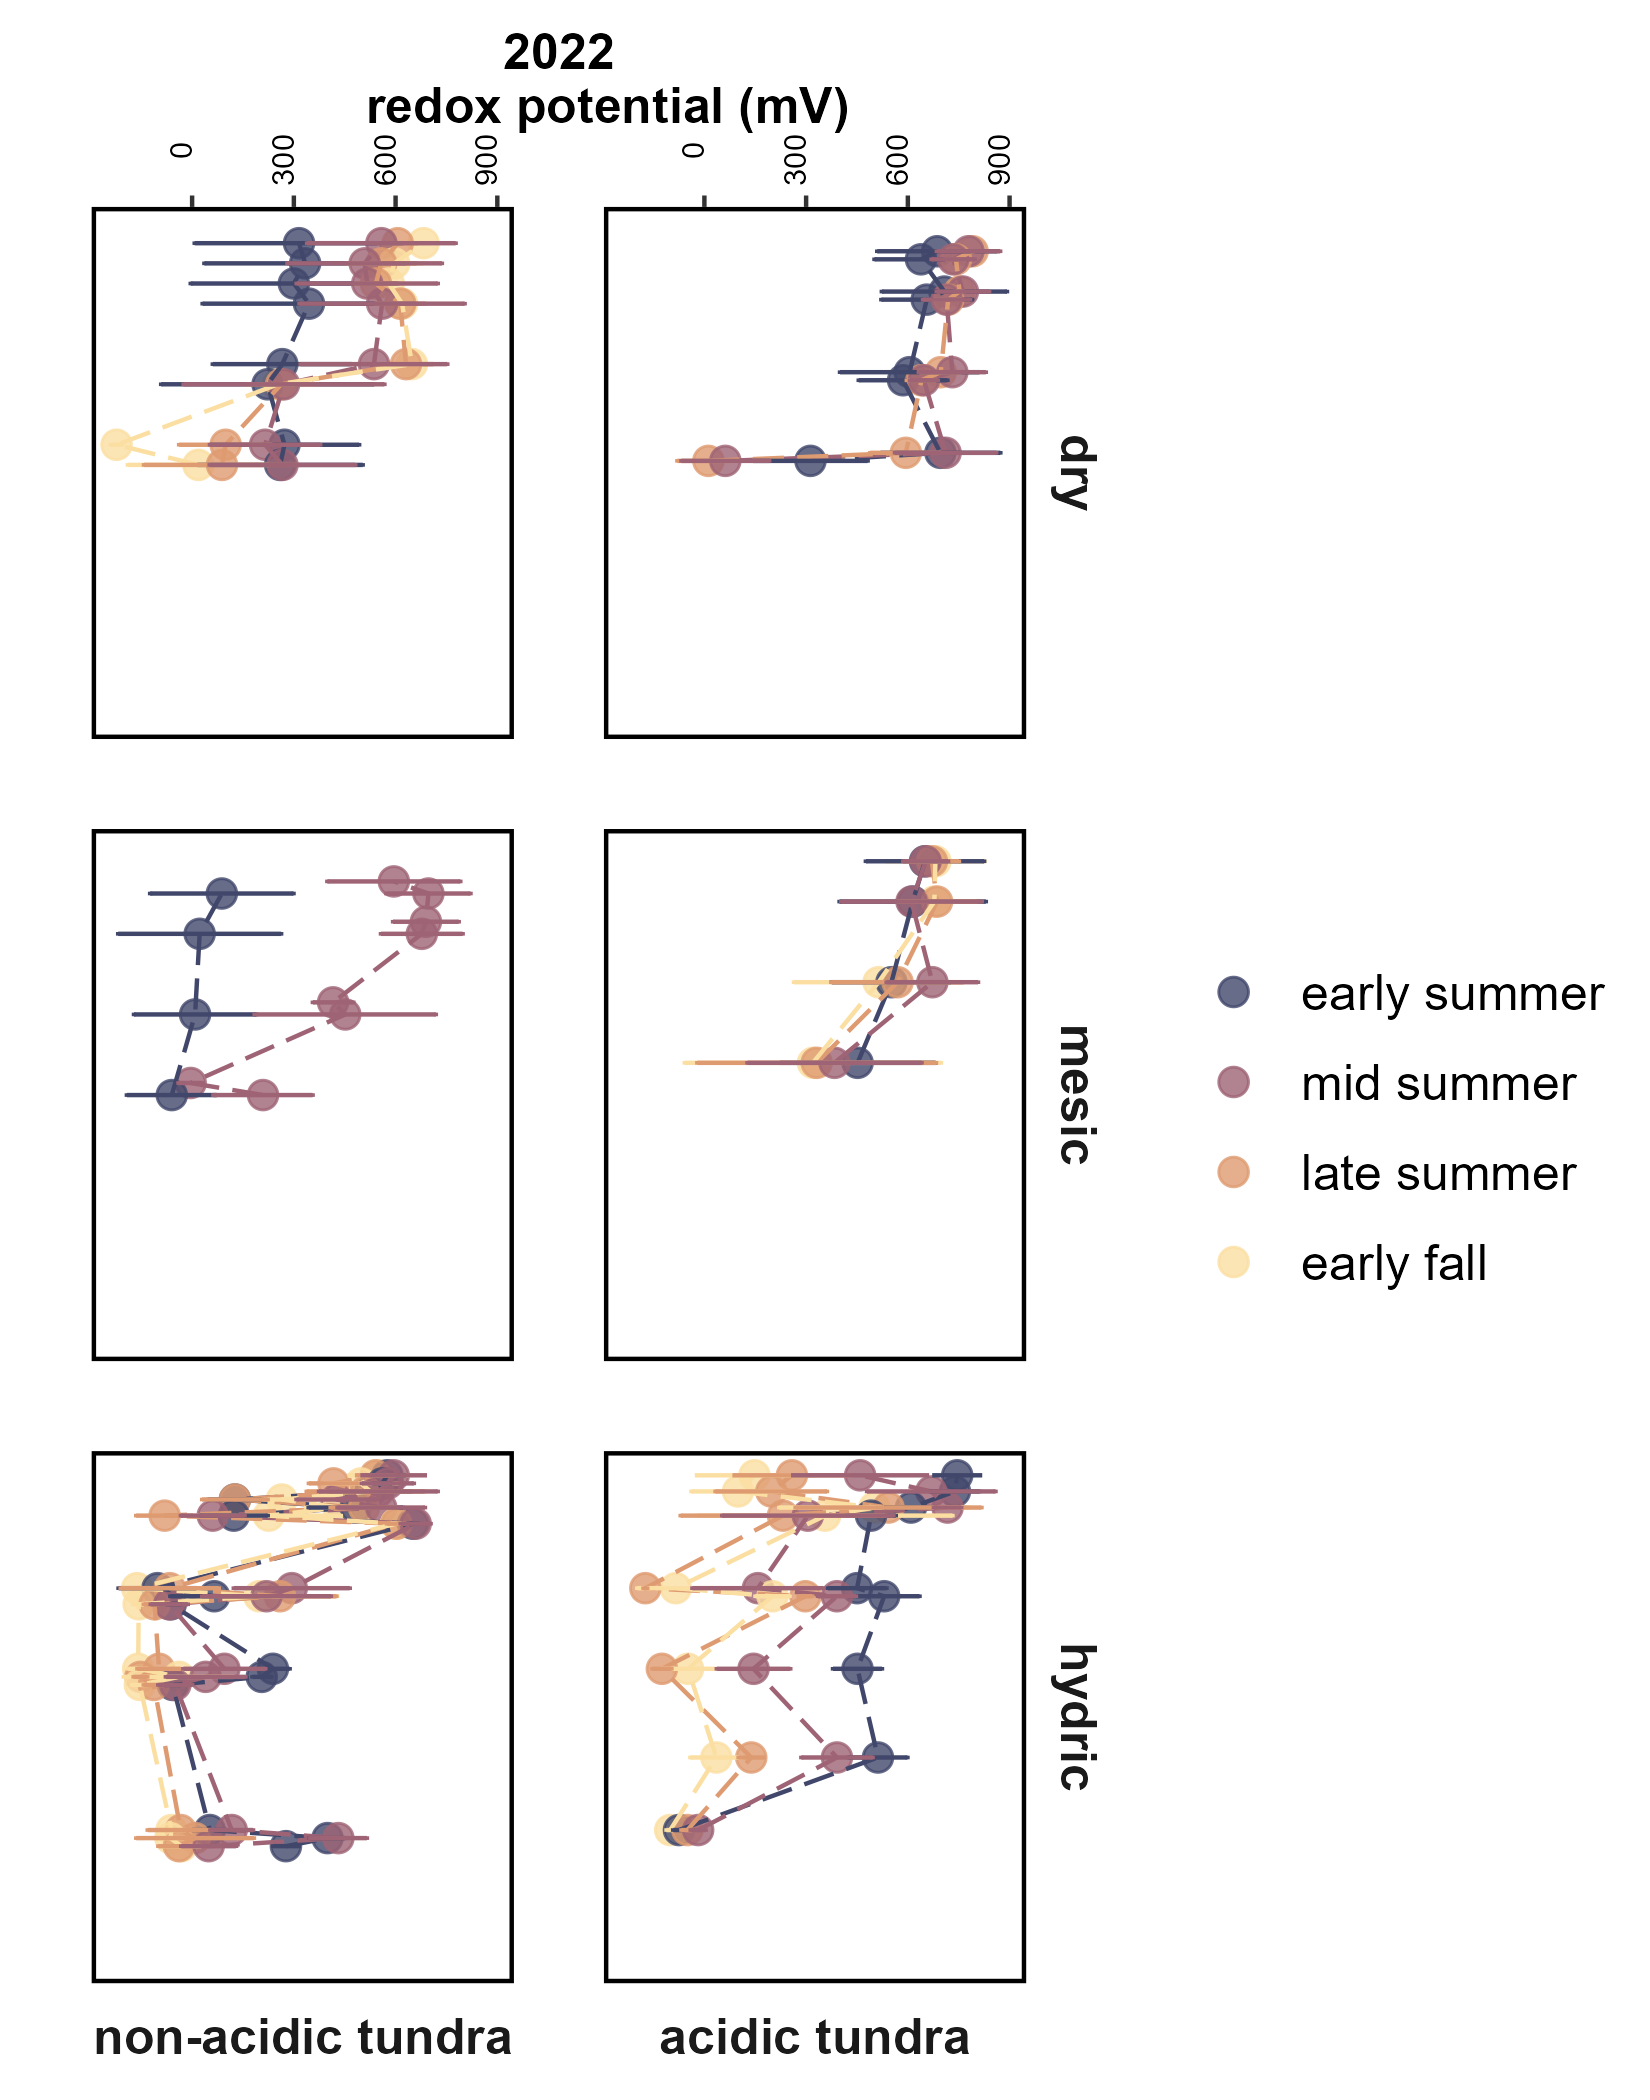 2022
redox potential (mV)
0 300 600 900
0 300 600 900
dry
mesic
early summer
mid summer
late summer
early fall
hydric
non-acidic tundra
acidic tundra